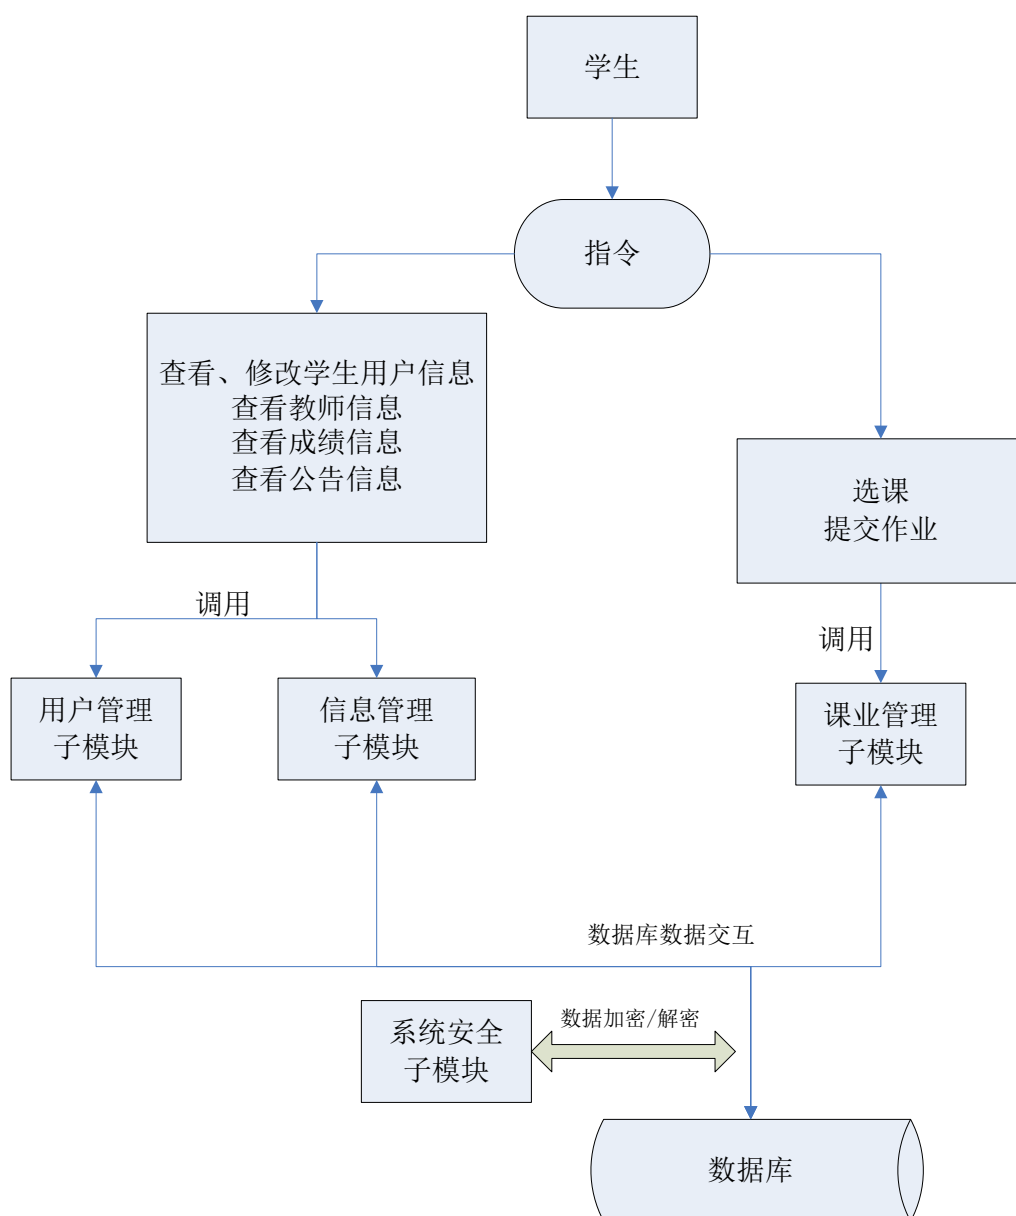 学生
指令
查看、修改学生用户信息
查看教师信息
查看成绩信息
查看公告信息
选课
提交作业
调用
调用
用户管理
子模块
信息管理
子模块
课业管理
子模块
数据库数据交互
系统安全
子模块
数据加密/解密
数据库